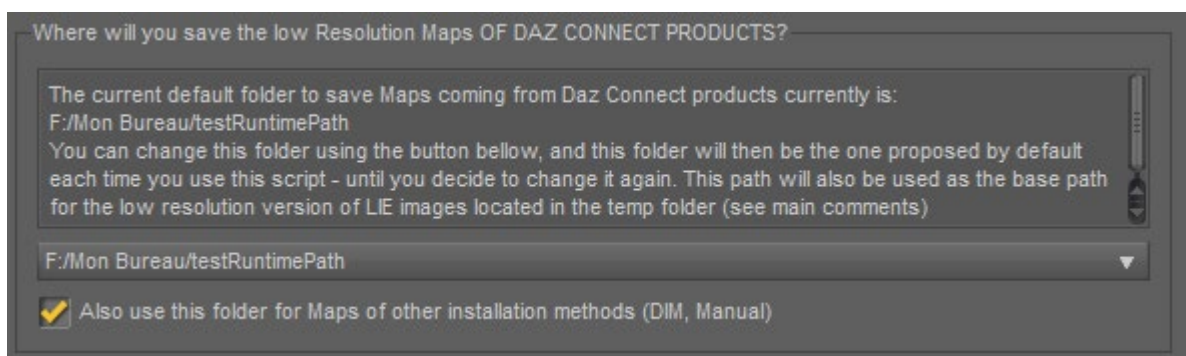 Where will you save the low Resolution Maps OF DAZ CONNECT PRODUCTS?
The current default folder to save Maps coming from Daz Connect products currently is:
F:/Mon Bureau/testRuntimePath
You can change this folder using the button bellow, and this folder will then be the one proposed by default
each time you use this script - until you decide to change it again. This path will also be used as the base path
for the low resolution version of LIE images located in the temp folder (see main comments)
F:/Mon Bureau/testRuntimePath
Also use this folder for Maps of other installation methods (DIM, Manual)